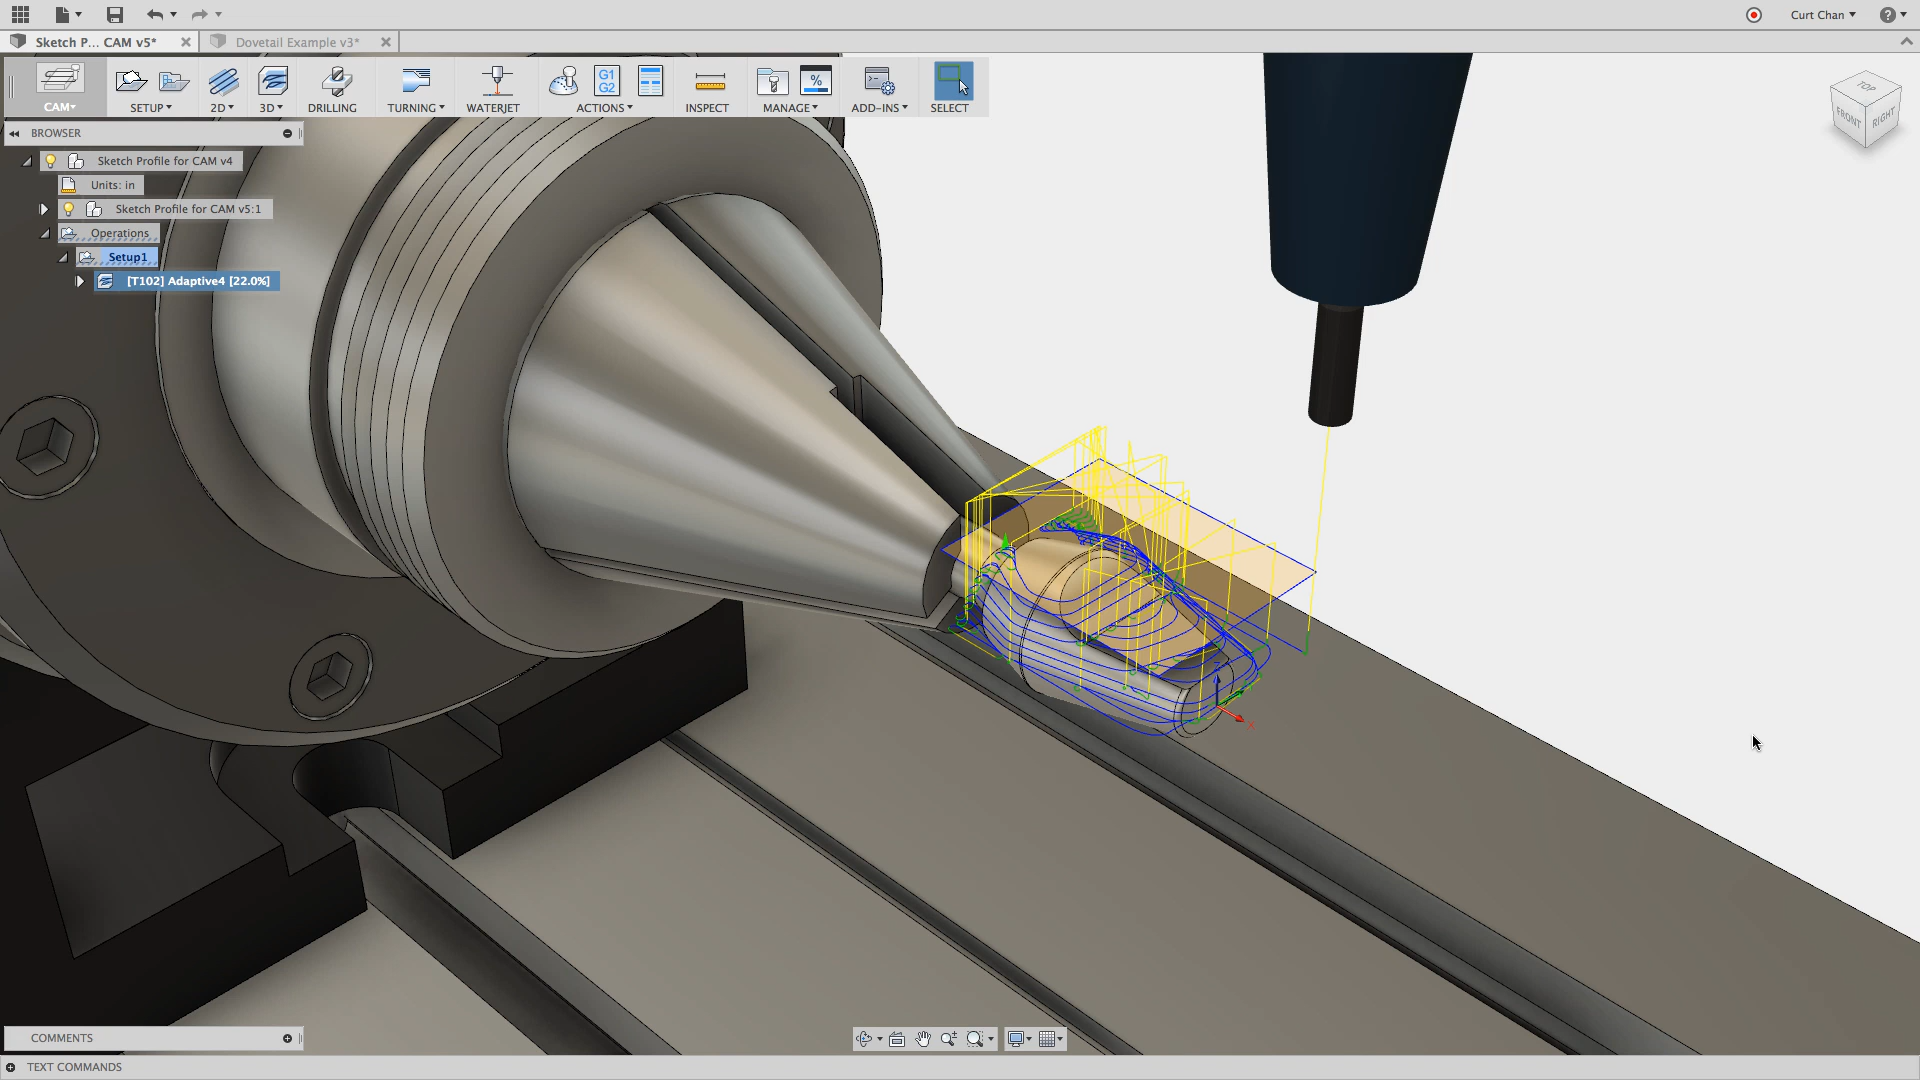 Curt Chan
Sketch P... CAM v5*
Dovetail Example v3*
G1
G2
%
CAM
SETUP
2D
3D
DRILLING
TURNING
WATERJET
ACTIONS
INSPECT
MANAGE
ADD-INS
SELECT
TOP
FRONT
RIGHT
BROWSER
Sketch Profile for CAM v4
Units: in
Sketch Profile for CAM v5:1
Operations
Setup1
[T102] Adaptive4 [22.0%]
Z
X
COMMENTS
TEXT COMMANDS